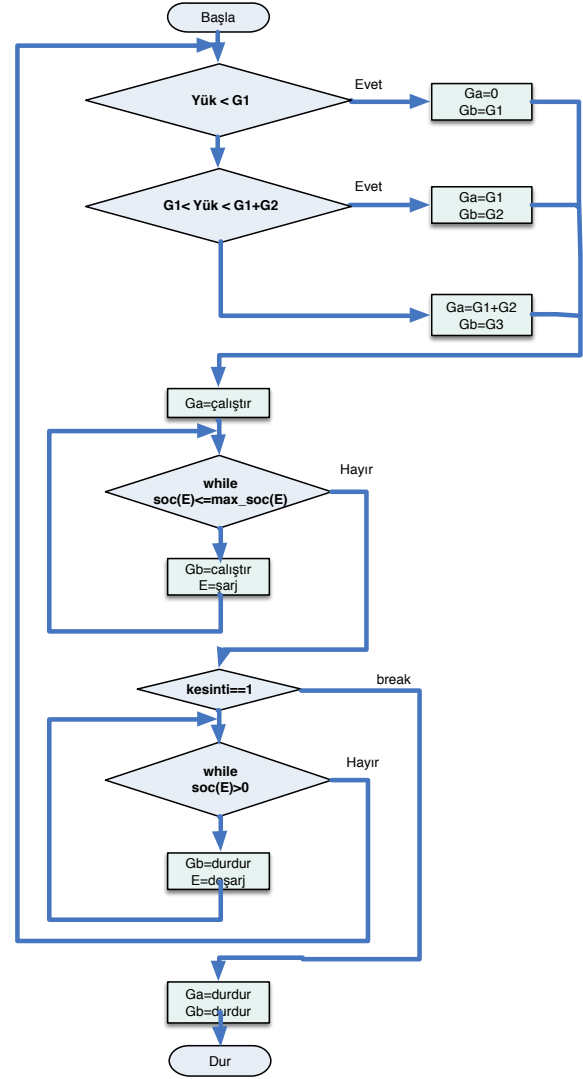 Başla
Yük < G1
Evet
Ga=0
Gb=G1
G1< Yük < G1+G2
Evet
Ga=G1
Gb=G2
Ga=G1+G2
Gb=G3
Ga=çalıştır
while
soc(E)<=max_soc(E)
Hayır
Gb=calıştır
E=sarj
kesinti==1
break
while
soc(E)>0
Hayır
Gb=durdur
E=deşarj
Ga=durdur
Gb=durdur
Dur